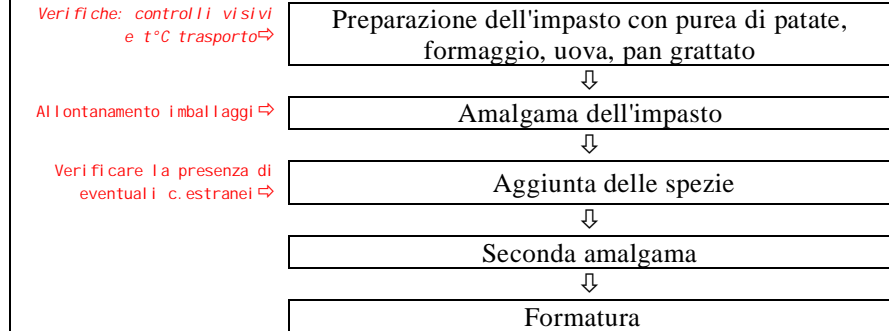 Verifiche: controlli visivi
e t°C trasporto⇨
Preparazione dell'impasto con purea di patate,
formaggio, uova, pan grattato
⇩
Allontanamento imballaggi⇨
Amalgama dell'impasto
⇩
Verificare la presenza di
eventuali c.estranei⇨
Aggiunta delle spezie
⇩
Seconda amalgama
⇩
Formatura